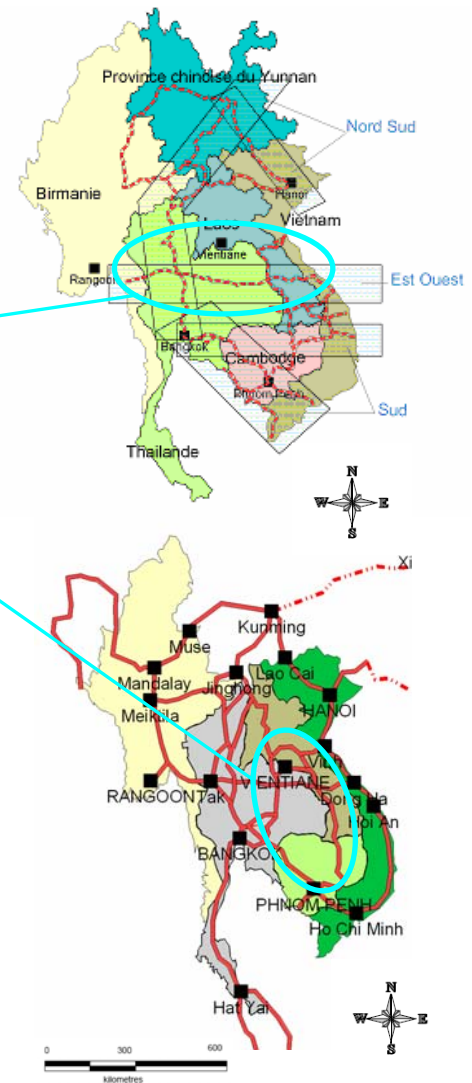 Province chinoise du Yunnan
Nord Sud
Hanoi
Birmanie
Laos
Vietnam
Vientiane
Rangoon
Est Ouest
Bangkok
Cambodge
Phnom Penh
Sud
Thailande
N
W E
S
Xi
Kunming
Muse
Lao Cai
Mandalay
Jinghong
HANOI
Meiktila
Vinh
VIENTIANE
RANGOON
Tak
Dong Ha
Hoi An
BANGKOK
PHNOM PENH
Ho Chi Minh
Hat Yai
N
W E
S
0 300 600
kilometres